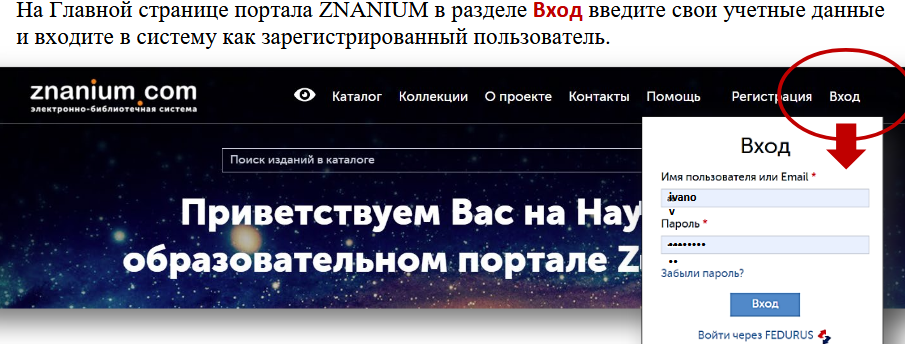 На Главной странице портала ZNANIUM в разделе Вход введите свои учетные данные
и входите в систему как зарегистрированный пользователь.
znanium.com
электронно-библиотечная система
Каталог Коллекции О проекте Контакты Помощь Регистрация Вход
Поиск изданий в каталоге
Приветствуем Вас на Нау
образовательном портале Z
Вход
Имя пользователя или Email *
ivano
v
Пароль *
Забыли пароль?
Вход
Войти через FEDURUS